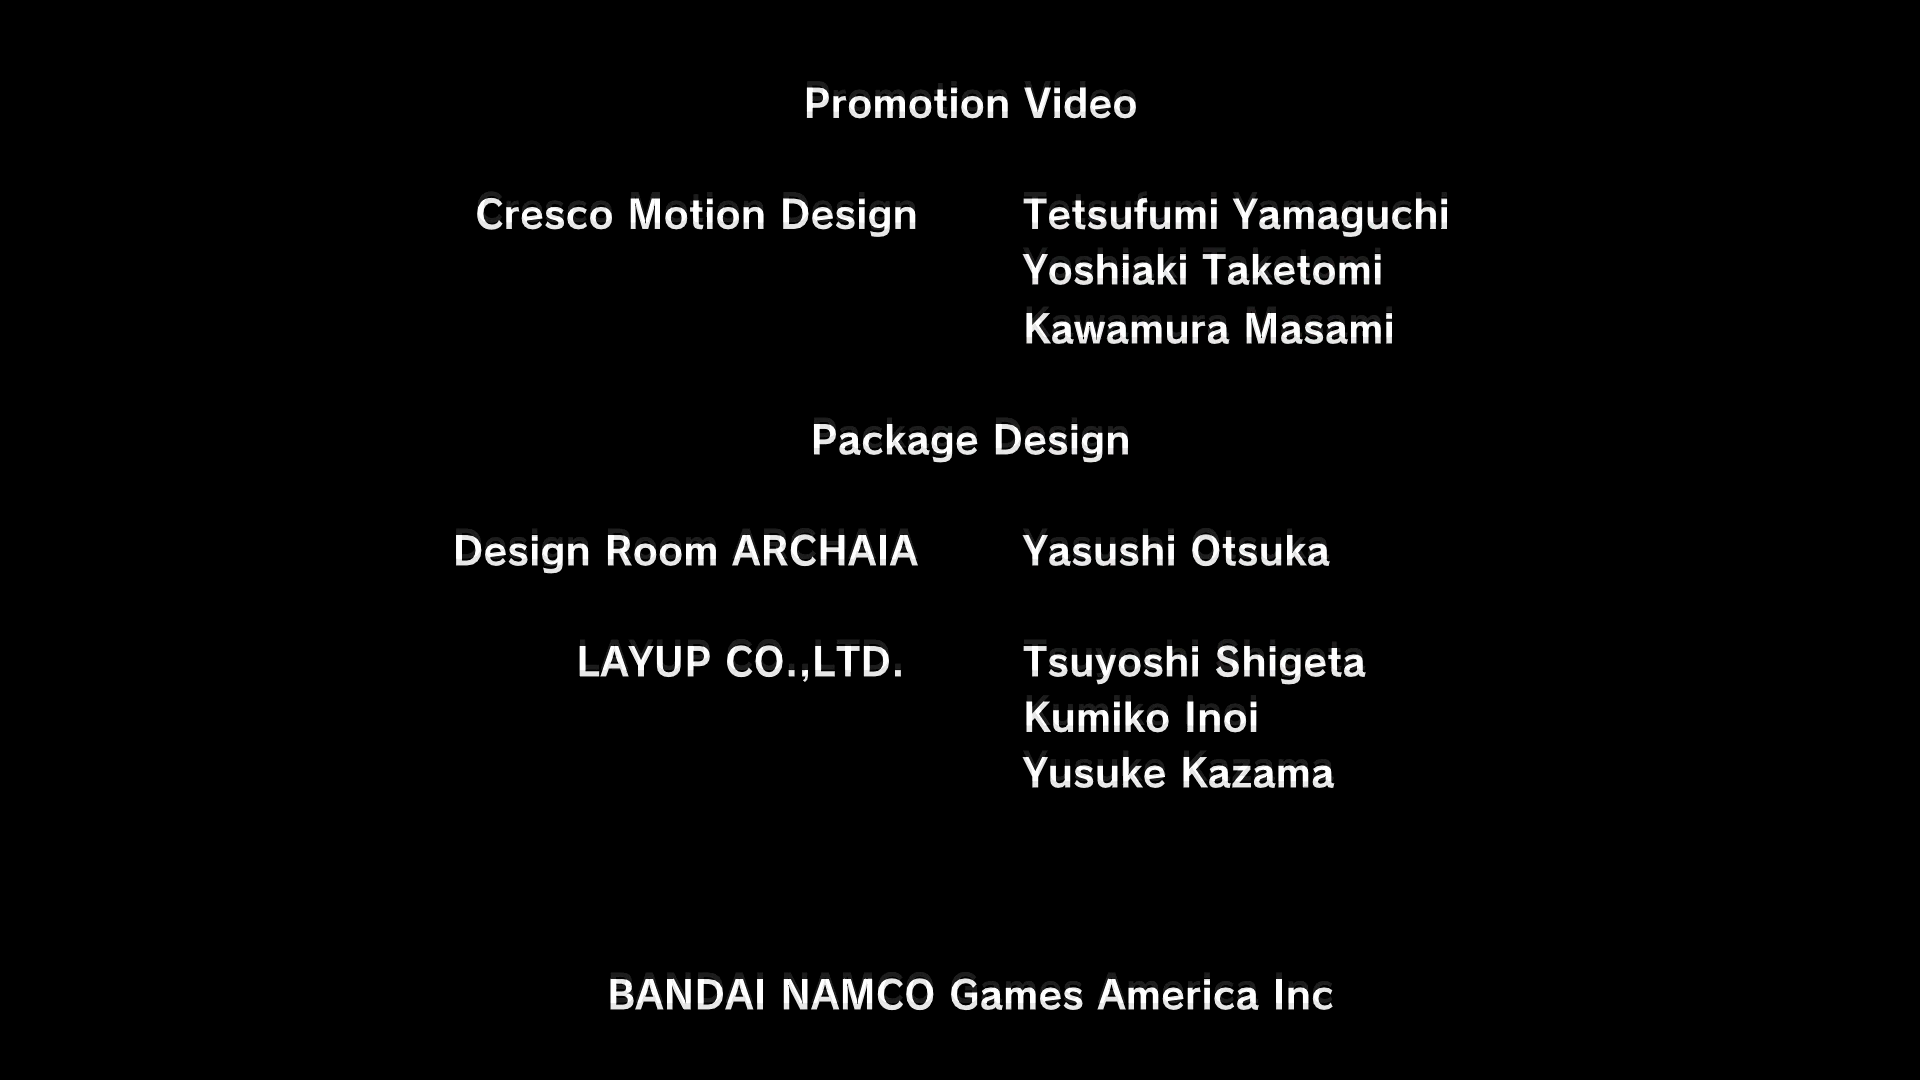 Promotion Video
Cresco Motion Design Tetsufumi Yamaguchi
Yoshiaki Taketomi
Kawamura Masami
Package Design
Design Room ARCHAIA Yasushi Otsuka
LAYUP CO.,LTD. Tsuyoshi Shigeta
Kumiko Inoi
Yusuke Kazama
BANDAI NAMCO Games America Inc